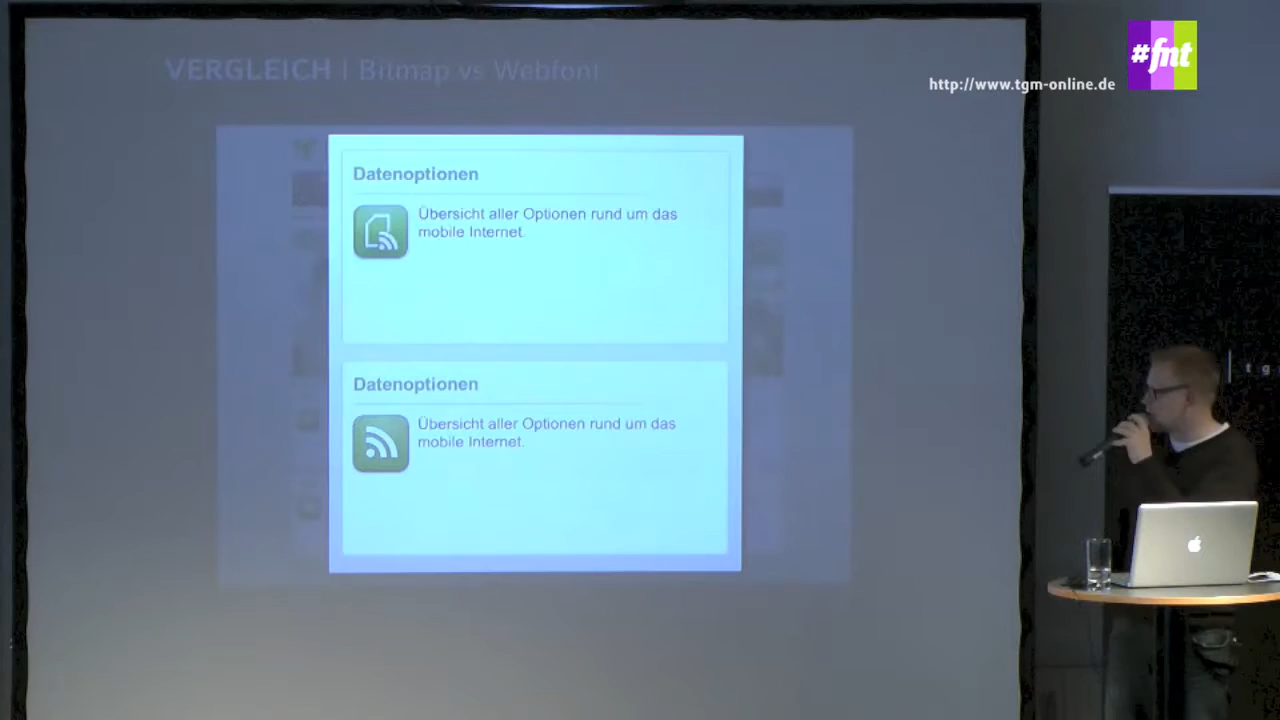 VERGLEICH | Bitmap vs Webfont
#fnt
http://www.tgm-online.de
Datenoptionen
Übersicht aller Optionen rund um das
mobile Internet.
Datenoptionen
Übersicht aller Optionen rund um das
mobile Internet.